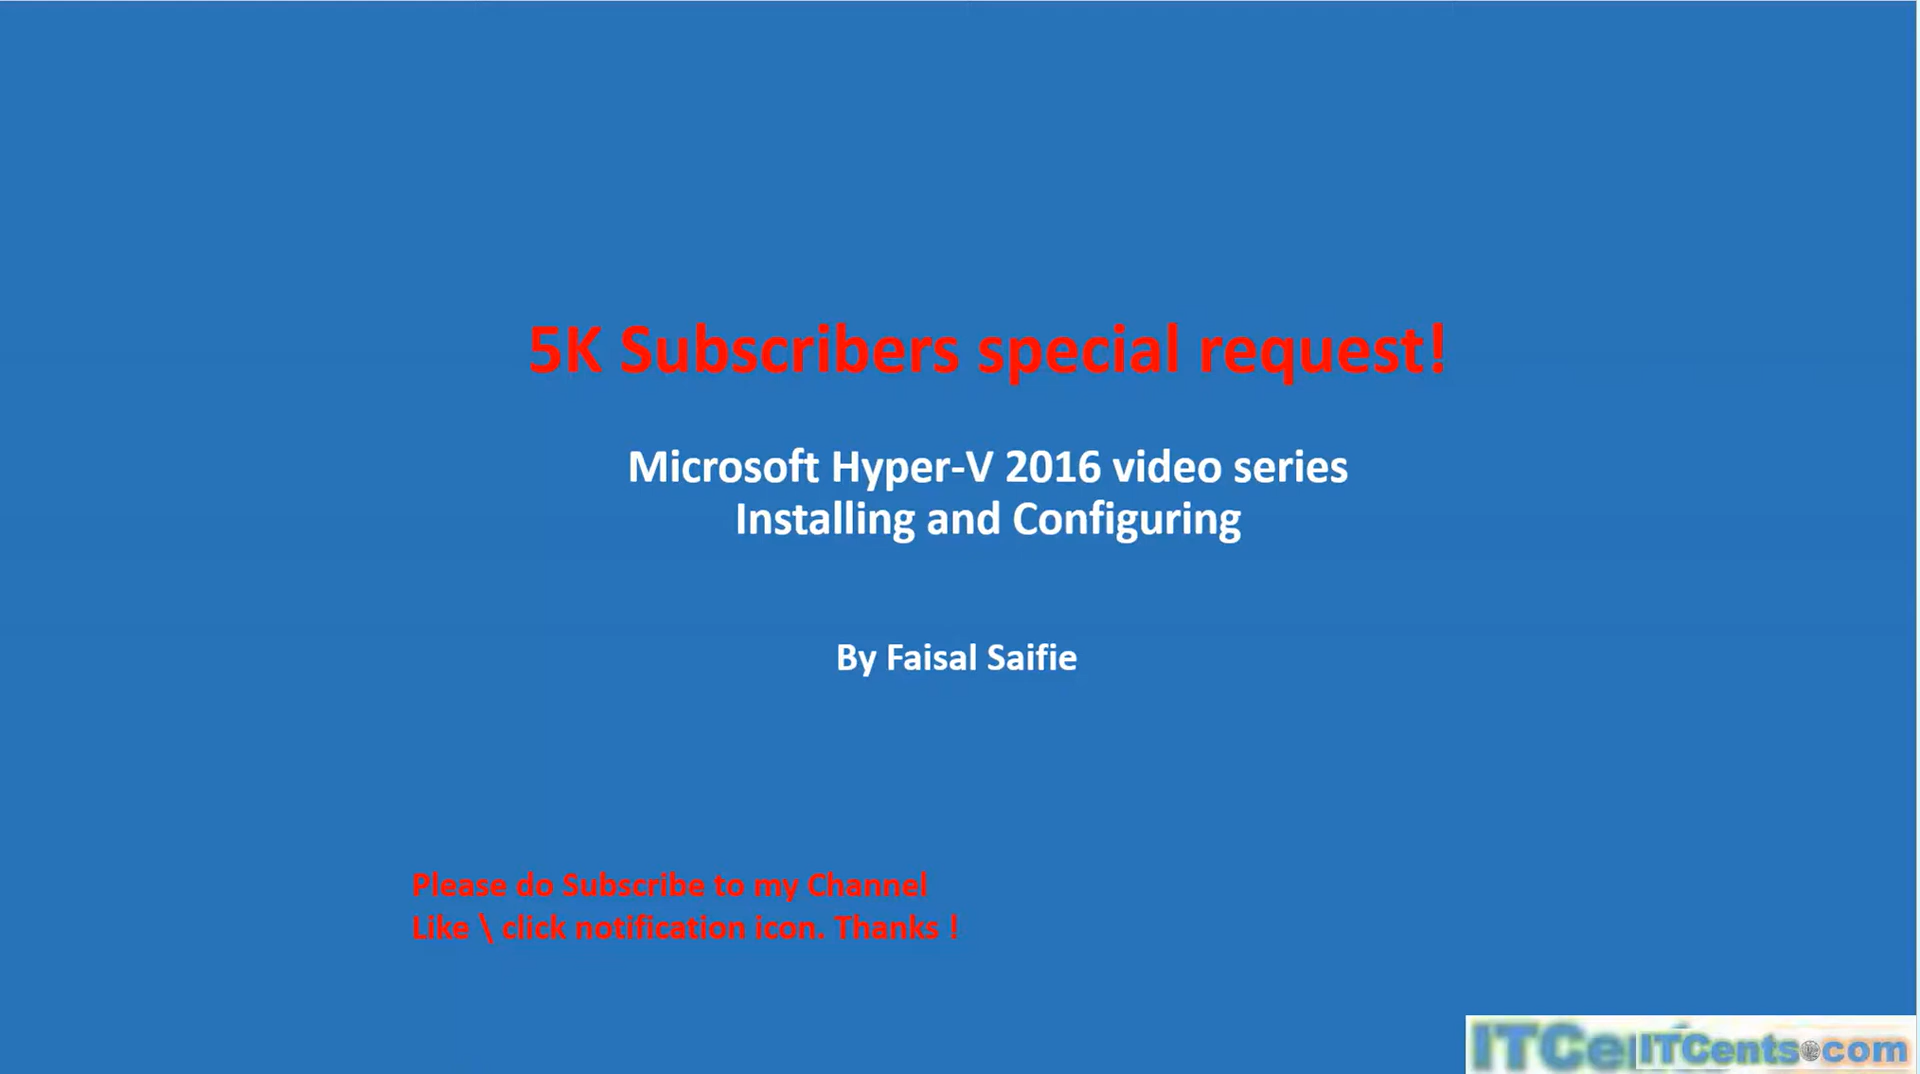 5K Subscribers special request!
Microsoft Hyper-V 2016 video series
Installing and Configuring
By Faisal Saifie
Please do Subscribe to my Channel
Like \ click notification icon. Thanks !
ITCe ITCents.com